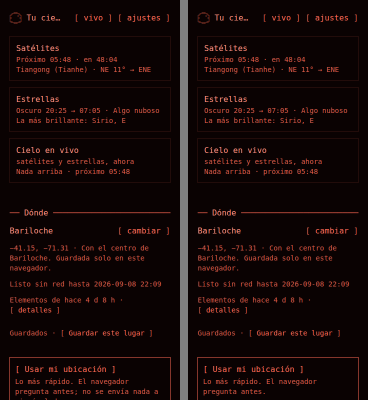 Tu cie… [ vivo ] [ ajustes ]
Satélites
Próximo 05:48 · en 48:04
Tiangong (Tianhe) · NE 11° → ENE
Estrellas
Oscuro 20:25 → 07:05 · Algo nuboso
La más brillante: Sirio, E
Cielo en vivo
satélites y estrellas, ahora
Nada arriba · próximo 05:48
Dónde
Bariloche [ cambiar ]
−41.15, −71.31 · Con el centro de
Bariloche. Guardada solo en este
navegador.
Listo sin red hasta 2026-09-08 22:09
Elementos de hace 4 d 8 h ·
[ detalles ]
Guardados · [ Guardar este lugar ]
[ Usar mi ubicación ]
Lo más rápido. El navegador
pregunta antes; no se envía nada a
Tu cie… [ vivo ] [ ajustes ]
Satélites
Próximo 05:48 · en 48:04
Tiangong (Tianhe) · NE 11° → ENE
Estrellas
Oscuro 20:25 → 07:05 · Algo nuboso
La más brillante: Sirio, E
Cielo en vivo
satélites y estrellas, ahora
Nada arriba · próximo 05:48
Dónde
Bariloche [ cambiar ]
−41.15, −71.31 · Con el centro de
Bariloche. Guardada solo en este
navegador.
Listo sin red hasta 2026-09-08 22:09
Elementos de hace 4 d 8 h ·
[ detalles ]
Guardados · [ Guardar este lugar ]
[ Usar mi ubicación ]
Lo más rápido. El navegador
pregunta antes.